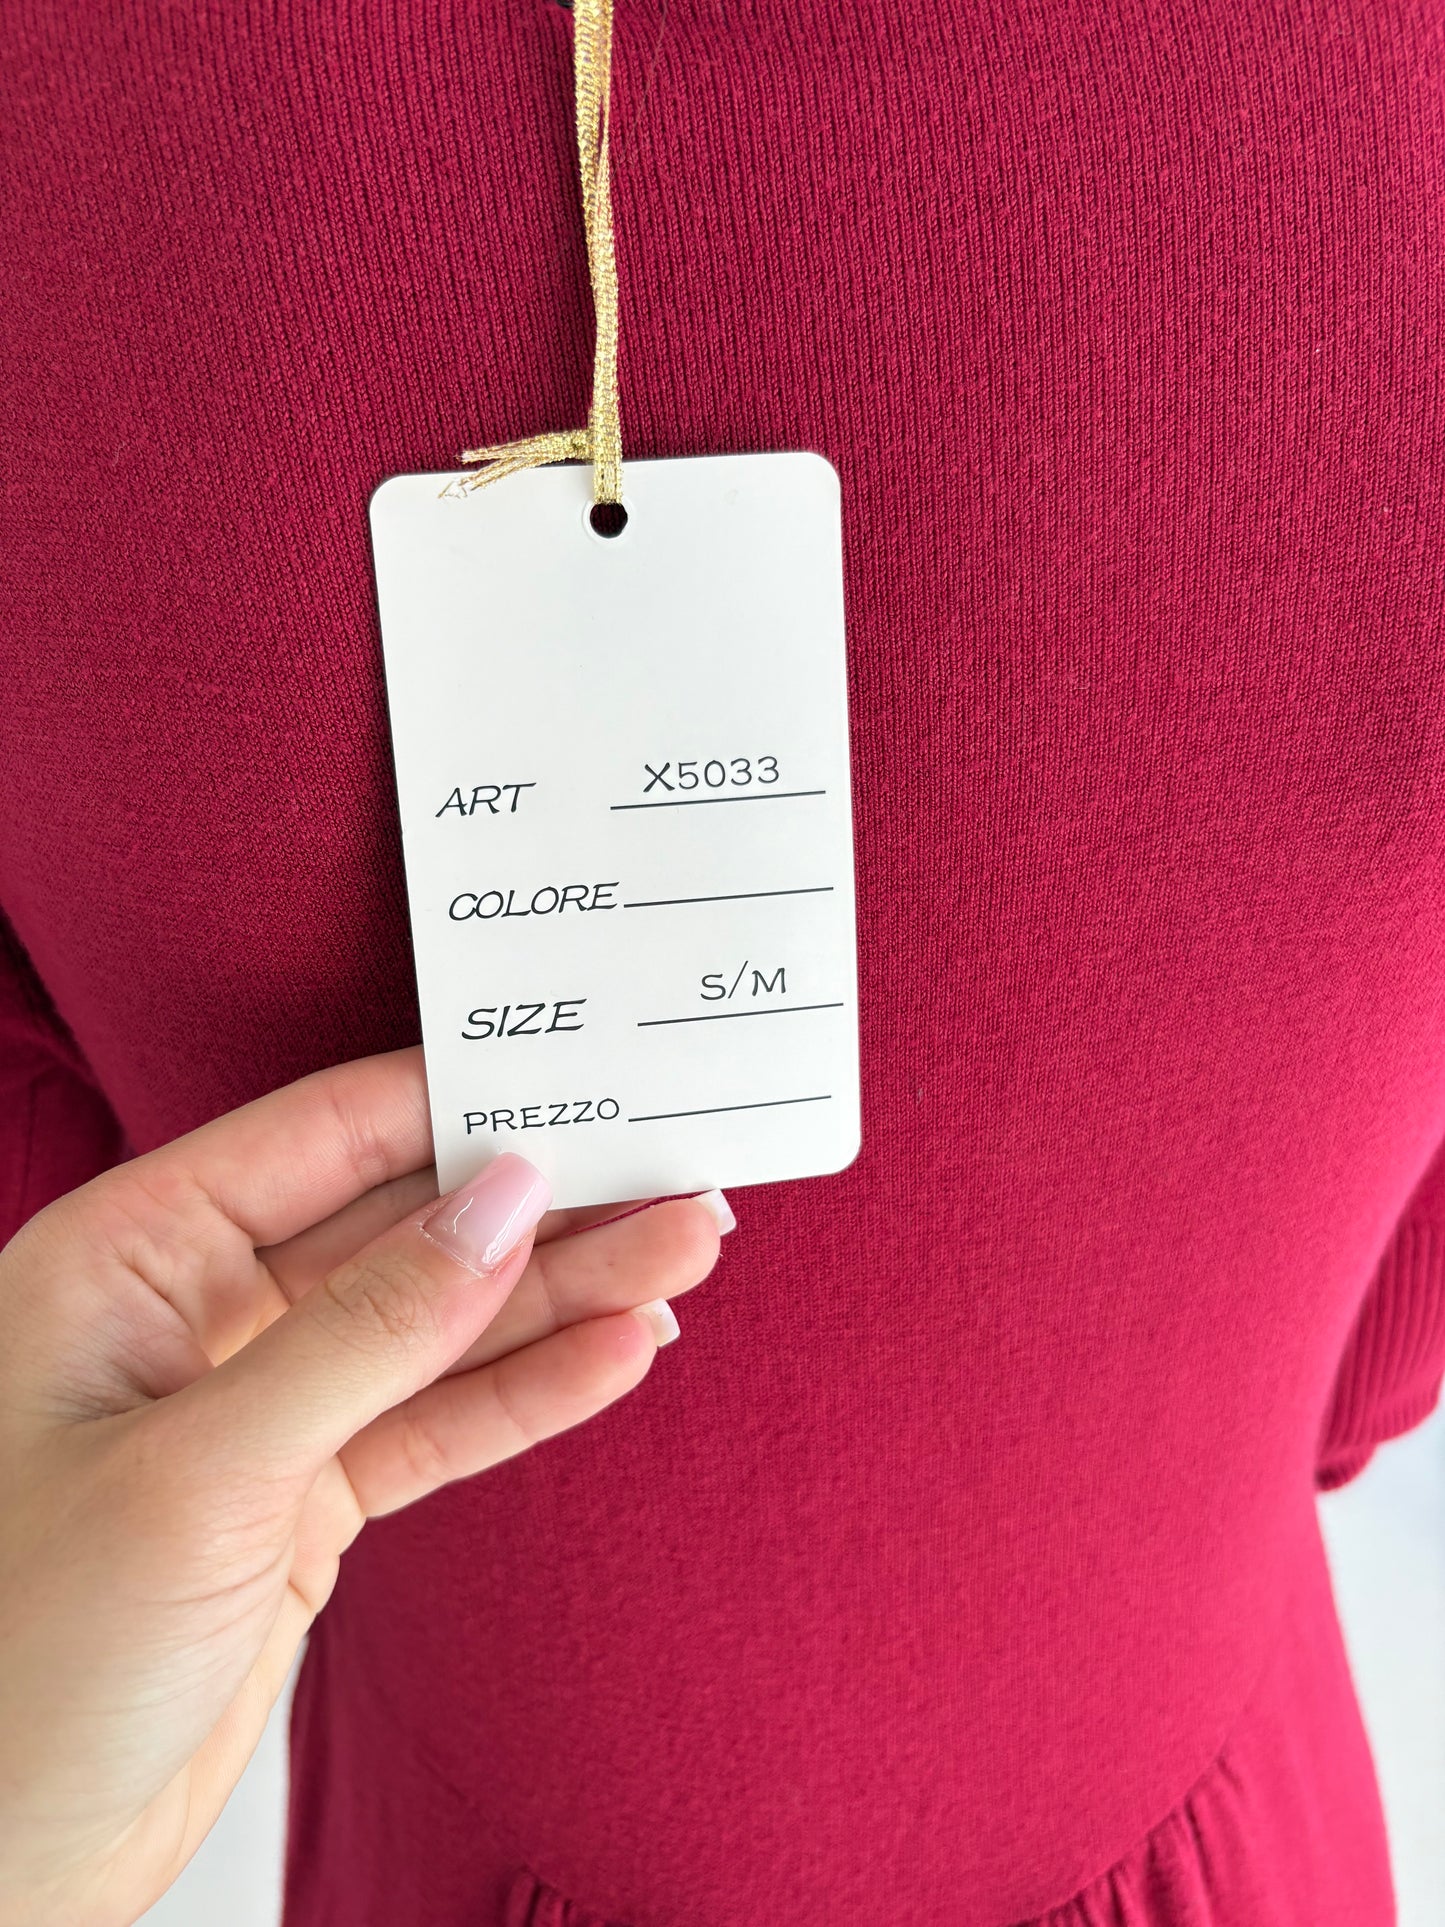 ART X5033
COLORE
SIZE S/M
PREZZO